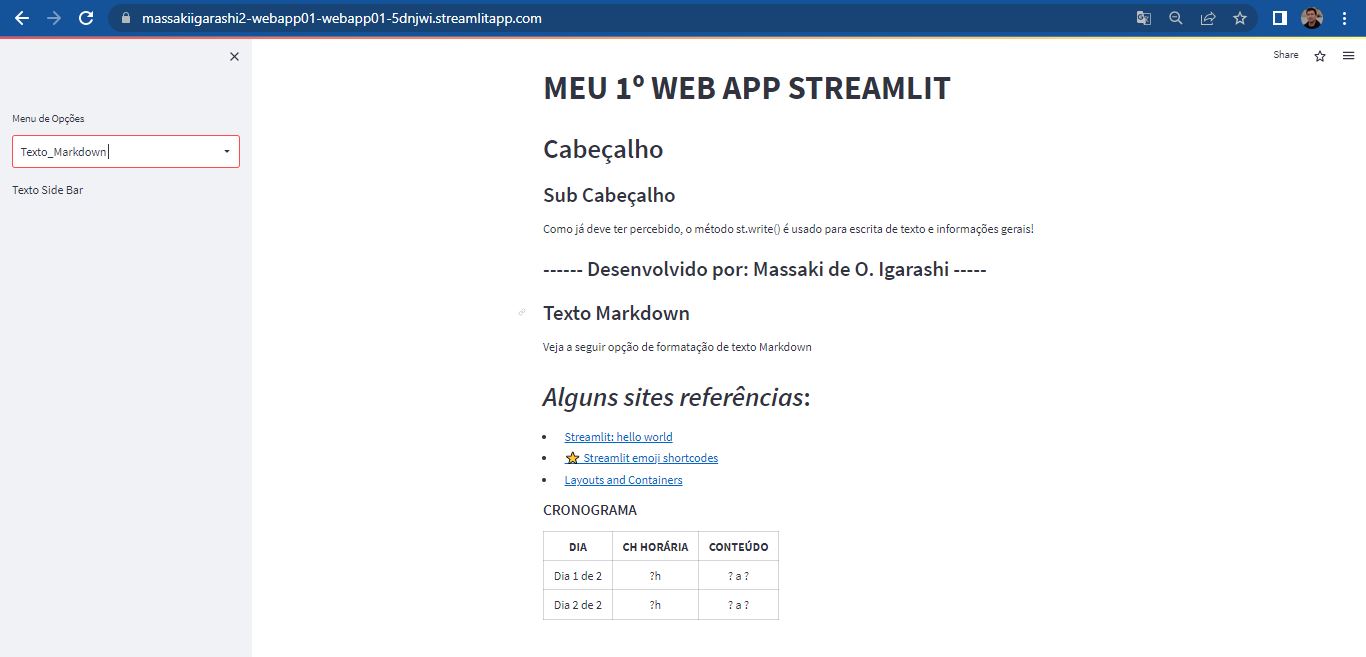 massakiigarashi2-webapp01-webapp01-5dnjwi.streamlitapp.com
Share
Menu de Opções
Texto_Markdown
Texto Side Bar
MEU 1º WEB APP STREAMLIT
Cabeçalho
Sub Cabeçalho
Como já deve ter percebido, o método st.write() é usado para escrita de texto e informações gerais!
------ Desenvolvido por: Massaki de O. Igarashi -----
Texto Markdown
Veja a seguir opção de formatação de texto Markdown
Alguns sites referências:
Streamlit: hello world
Streamlit emoji shortcodes
Layouts and Containers
CRONOGRAMA
DIA CH HORÁRIA CONTEÚDO
Dia 1 de 2 ?h ? a ?
Dia 2 de 2 ?h ? a ?